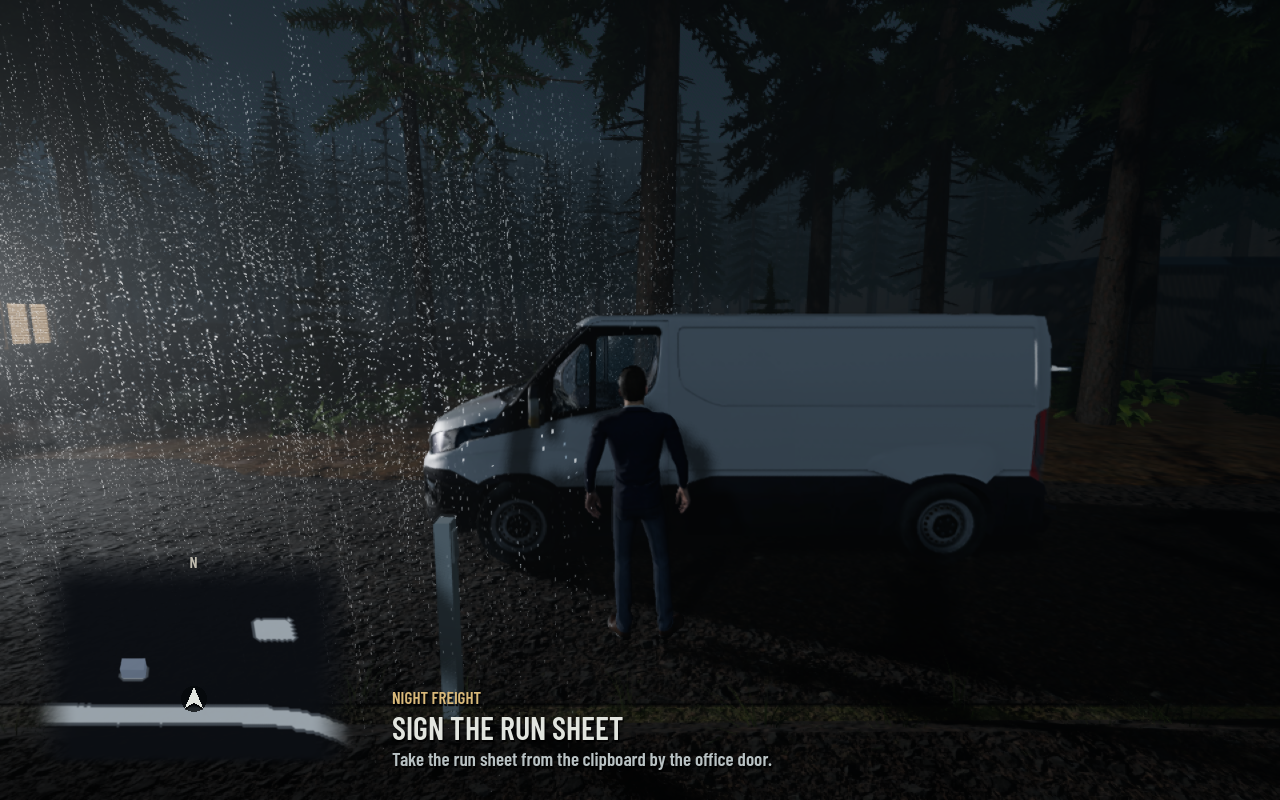 N
NIGHT FREIGHT
SIGN THE RUN SHEET
Take the run sheet from the clipboard by the office door.